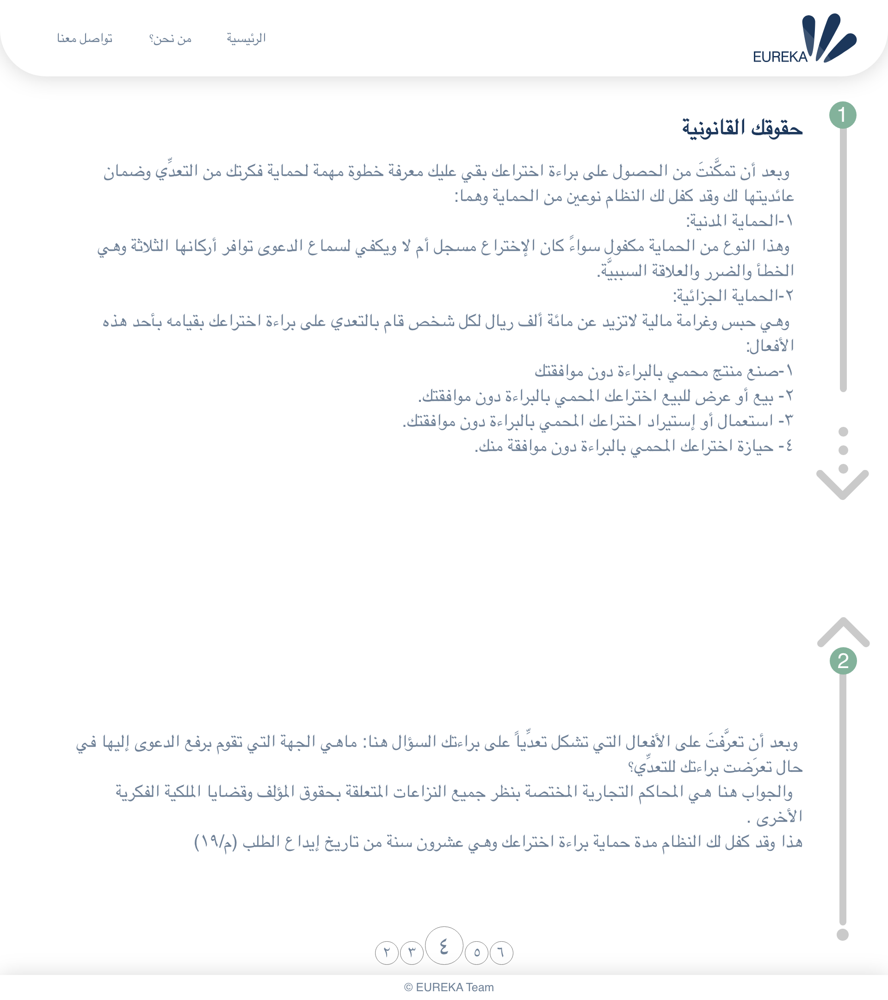 EUREKA
الرئيسية
من نحن؟
تواصل معنا
1
حقوقك القانونية
وبعد أن تمكَّنتَ من الحصول على براءة اختراعك بقي عليك معرفة خطوة مهمة لحماية فكرتك من التعدِّي وضمان
عائديتها لك وقد كفل لك النظام نوعين من الحماية وهما:
١-الحماية المدنية:
وهذا النوع من الحماية مكفول سواءً كان الإختراع مسجل أم لا ويكفي لسماع الدعوى توافر أركانها الثلاثة وهي
الخطأ والضرر والعلاقة السببيَّة.
٢-الحماية الجزائية:
وهي حبس وغرامة مالية لاتزيد عن مائة ألف ريال لكل شخص قام بالتعدي على براءة اختراعك بقيامه بأحد هذه
الأفعال:
١-صنع منتج محمي بالبراءة دون موافقتك
٢- بيع أو عرض للبيع اختراعك المحمي بالبراءة دون موافقتك.
٣- استعمال أو إستيراد اختراعك المحمي بالبراءة دون موافقتك.
٤- حيازة اختراعك المحمي بالبراءة دون موافقة منك.
2
وبعد أن تعرَّفتَ على الأفعال التي تشكل تعدِّياً على براءتك السؤال هنا: ماهي الجهة التي تقوم برفع الدعوى إليها في
حال تعرَضت براءتك للتعدِّي؟
والجواب هنا هي المحاكم التجارية المختصة بنظر جميع النزاعات المتعلقة بحقوق المؤلف وقضايا الملكية الفكرية
الأخرى .
هذا وقد كفل لك النظام مدة حماية براءة اختراعك وهي عشرون سنة من تاريخ إيداع الطلب (م/١٩)
٢ ٣ ٤ ٥ ٦
© EUREKA Team